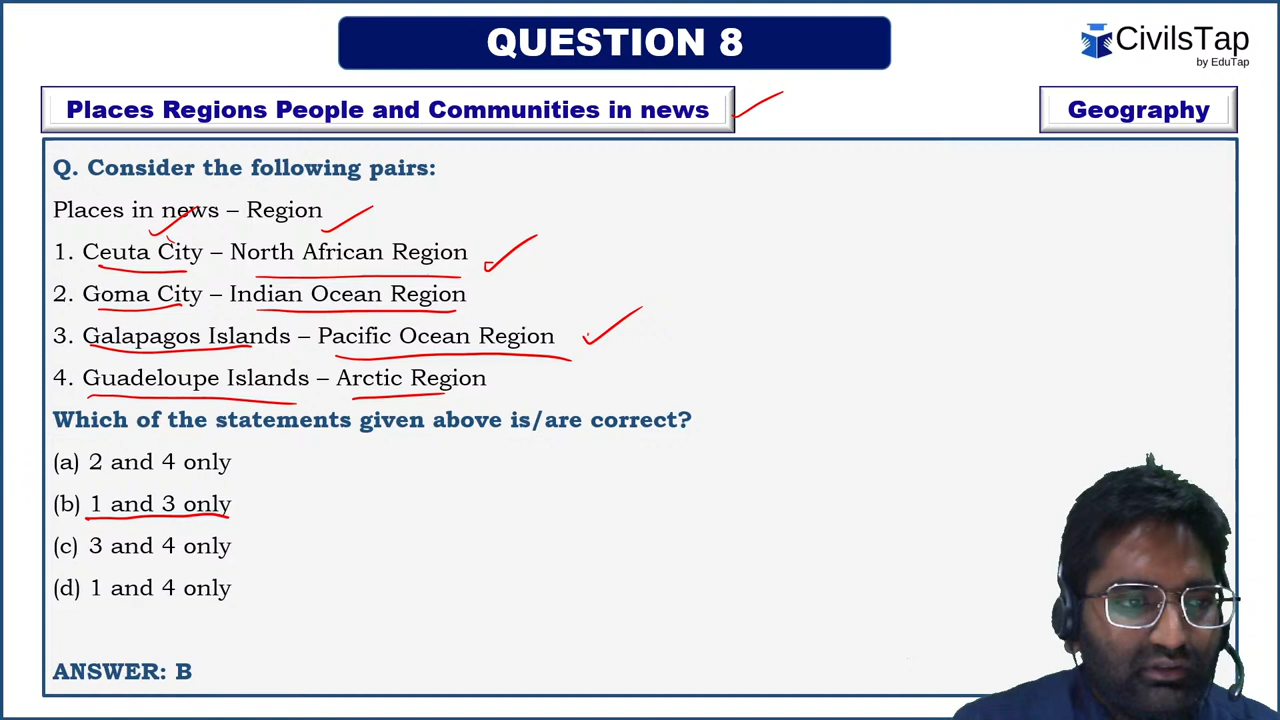 QUESTION 8
CivilsTap
by EduTap
Places Regions People and Communities in news
Geography
Q. Consider the following pairs:
Places in news – Region
1. Ceuta City – North African Region
2. Goma City – Indian Ocean Region
3. Galapagos Islands – Pacific Ocean Region
4. Guadeloupe Islands – Arctic Region
Which of the statements given above is/are correct?
(a) 2 and 4 only
(b) 1 and 3 only
(c) 3 and 4 only
(d) 1 and 4 only
ANSWER: B